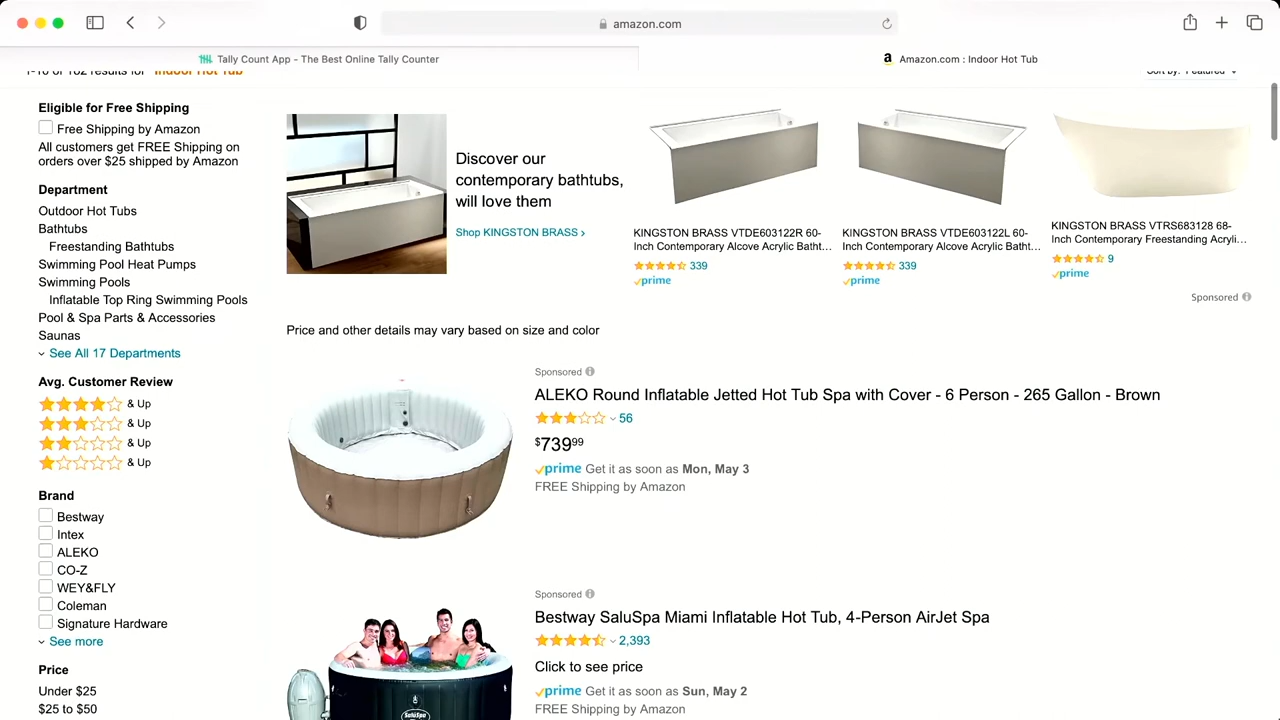 amazon.com
Tally Count App - The Best Online Tally Counter
Amazon.com : Indoor Hot Tub
results for "Indoor Hot Tub"
Sort by: Featured
Eligible for Free Shipping
Free Shipping by Amazon
All customers get FREE Shipping on
orders over $25 shipped by Amazon
Department
Outdoor Hot Tubs
Bathtubs
Freestanding Bathtubs
Swimming Pool Heat Pumps
Swimming Pools
Inflatable Top Ring Swimming Pools
Pool & Spa Parts & Accessories
Saunas
See All 17 Departments
Avg. Customer Review
& Up
& Up
& Up
& Up
Brand
Bestway
Intex
ALEKO
CO-Z
WEY&FLY
Coleman
Signature Hardware
See more
Price
Under $25
$25 to $50
Discover our
contemporary bathtubs,
will love them
Shop KINGSTON BRASS ›
KINGSTON BRASS VTDE603122R 60-
Inch Contemporary Alcove Acrylic Batht…
339
prime
KINGSTON BRASS VTDE603122L 60-
Inch Contemporary Alcove Acrylic Batht…
339
prime
KINGSTON BRASS VTRS683128 68-
Inch Contemporary Freestanding Acryli…
9
prime
Sponsored
Price and other details may vary based on size and color
Sponsored
ALEKO Round Inflatable Jetted Hot Tub Spa with Cover - 6 Person - 265 Gallon - Brown
56
$739.99
prime Get it as soon as Mon, May 3
FREE Shipping by Amazon
Sponsored
Bestway SaluSpa Miami Inflatable Hot Tub, 4-Person AirJet Spa
2,393
Click to see price
prime Get it as soon as Sun, May 2
FREE Shipping by Amazon
SaluSpa